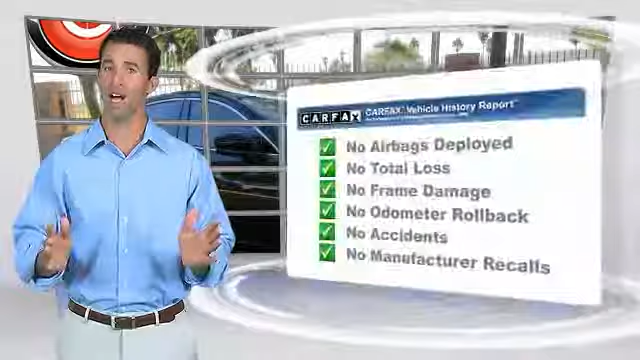 CARFAX
CARFAX Vehicle History Report™
No Airbags Deployed
No Total Loss
No Frame Damage
No Odometer Rollback
No Accidents
No Manufacturer Recalls